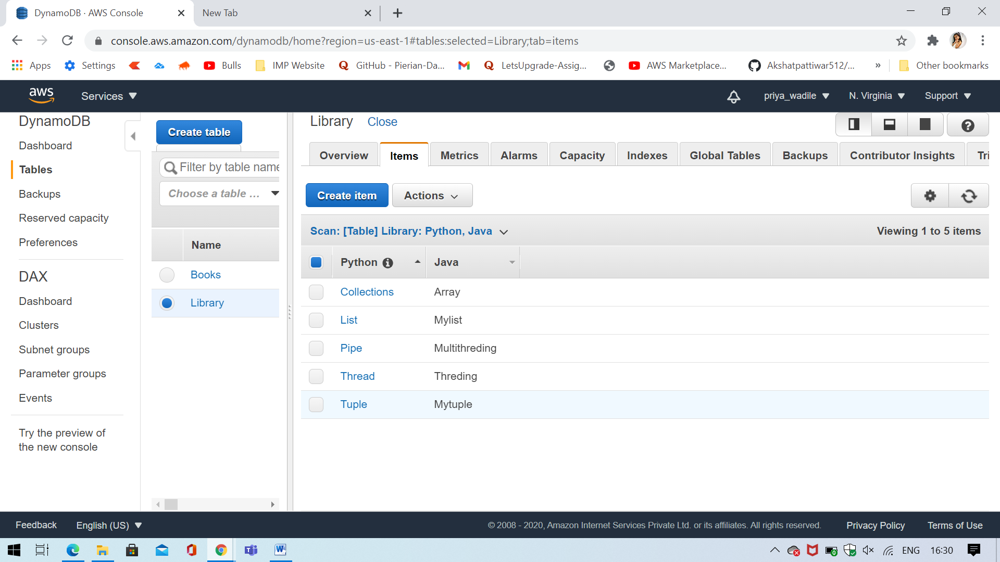 DynamoDB · AWS Console
New Tab
console.aws.amazon.com/dynamodb/home?region=us-east-1#tables:selected=Library;tab=items
Apps
Settings
Bulls
IMP Website
GitHub - Pierian-Da...
LetsUpgrade-Assig...
AWS Marketplace...
Akshatpattiwar512/...
»
Other bookmarks
aws
Services
priya_wadile
N. Virginia
Support
DynamoDB
Dashboard
Tables
Backups
Reserved capacity
Preferences
DAX
Dashboard
Clusters
Subnet groups
Parameter groups
Events
Try the preview of
the new console
Create table
Filter by table name
Choose a table ...
Name
Books
Library
Library Close
Overview
Items
Metrics
Alarms
Capacity
Indexes
Global Tables
Backups
Contributor Insights
Tri
Create item
Actions
Scan: [Table] Library: Python, Java
Viewing 1 to 5 items
Python Java
Collections Array
List Mylist
Pipe Multithreding
Thread Threding
Tuple Mytuple
Feedback
English (US)
© 2008 - 2020, Amazon Internet Services Private Ltd. or its affiliates. All rights reserved.
Privacy Policy
Terms of Use
ENG
16:30